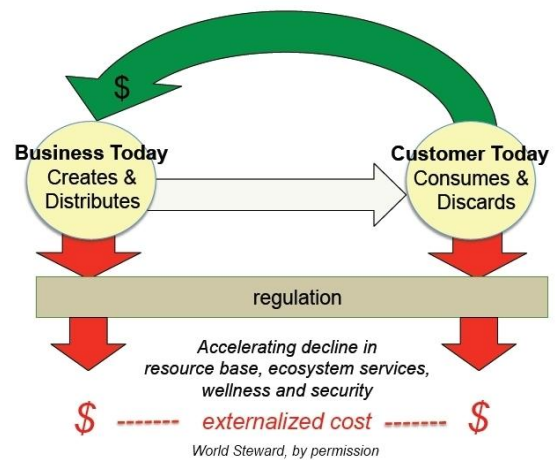 $
Business Today
Creates &
Distributes
Customer Today
Consumes &
Discards
regulation
Accelerating decline in
resource base, ecosystem services,
wellness and security
$ ------- externalized cost ------- $
World Steward, by permission